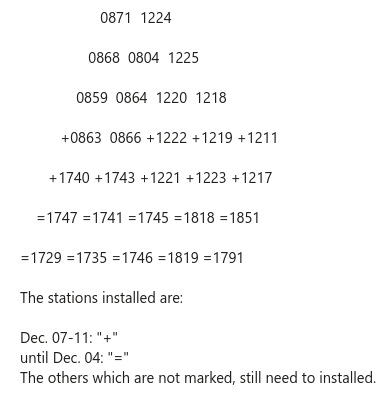 0871 1224
0868 0804 1225
0859 0864 1220 1218
+0863 0866 +1222 +1219 +1211
+1740 +1743 +1221 +1223 +1217
=1747 =1741 =1745 =1818 =1851
=1729 =1735 =1746 =1819 =1791
The stations installed are:
Dec. 07-11: "+"
until Dec. 04: "="
The others which are not marked, still need to installed.